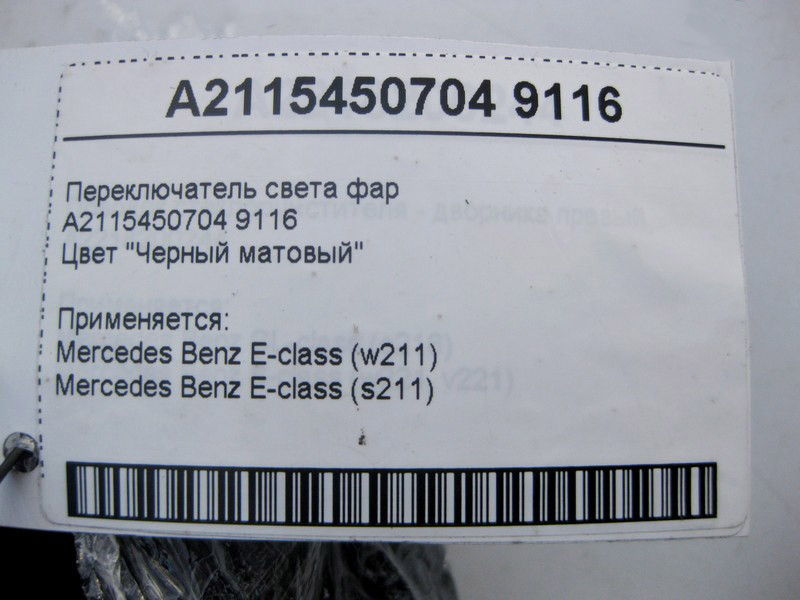 A2115450704 9116
Переключатель света фар
A2115450704 9116
Цвет "Черный матовый"
Применяется:
Mercedes Benz E-class (w211)
Mercedes Benz E-class (s211)